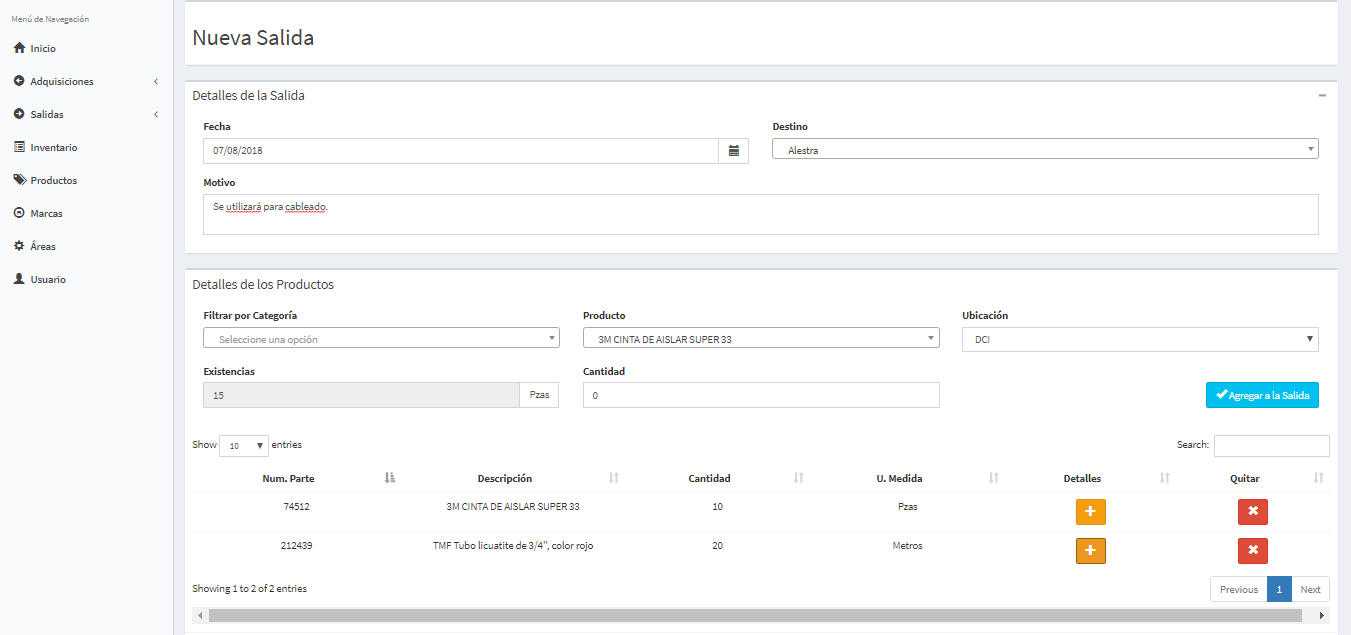 Menú de Navegación
Inicio
Adquisiciones
Salidas
Inventario
Productos
Marcas
Áreas
Usuario
Nueva Salida
Detalles de la Salida
Fecha Destino
07/08/2018 Alestra
Motivo
Se utilizará para cableado.
Detalles de los Productos
Filtrar por Categoría Producto Ubicación
Seleccione una opción 3M CINTA DE AISLAR SUPER 33 DCI
Existencias Cantidad
15 Pzas 0 Agregar a la Salida
Show 10 entries Search:
Num. Parte Descripción Cantidad U. Medida Detalles Quitar
74512 3M CINTA DE AISLAR SUPER 33 10 Pzas
212439 TMF Tubo licuatite de 3/4", color rojo 20 Metros
Showing 1 to 2 of 2 entries Previous 1 Next